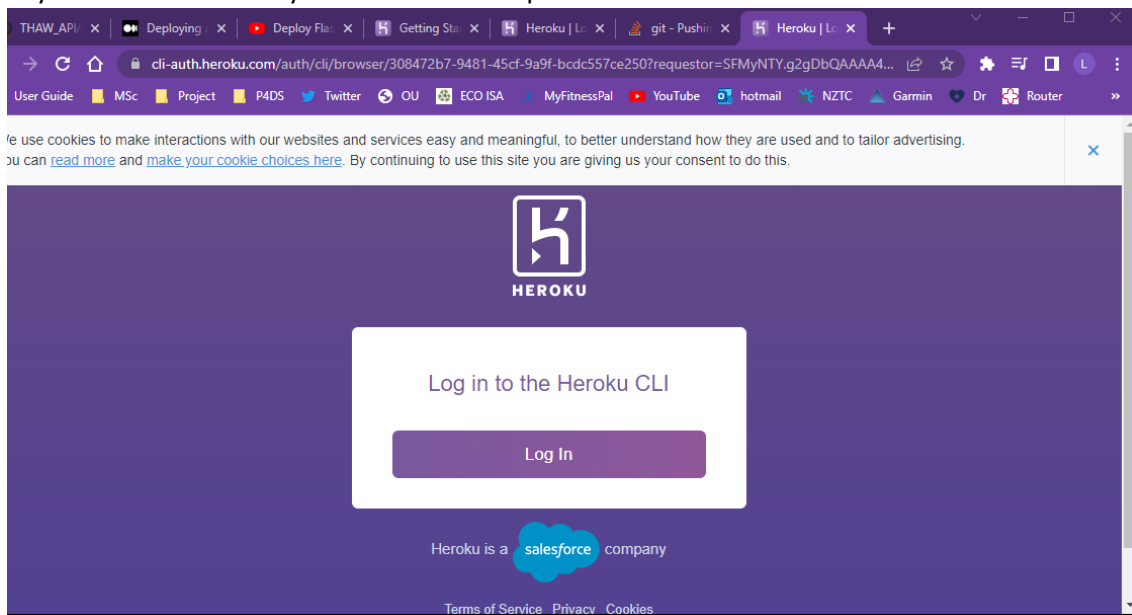 THAW_API/ Deploying a Deploy Flas Getting Sta Heroku | Lo git - Pushin Heroku | Lo
cli-auth.heroku.com/auth/cli/browser/308472b7-9481-45cf-9a9f-bcdc557ce250?requestor=SFMyNTY.g2gDbQAAAA4... L
User Guide MSc Project P4DS Twitter OU ECO ISA MyFitnessPal YouTube hotmail NZTC Garmin Dr Router »
e use cookies to make interactions with our websites and services easy and meaningful, to better understand how they are used and to tailor advertising.
ou can read more and make your cookie choices here. By continuing to use this site you are giving us your consent to do this.
HEROKU
Log in to the Heroku CLI
Log In
Heroku is a salesforce company
Terms of Service Privacy Cookies